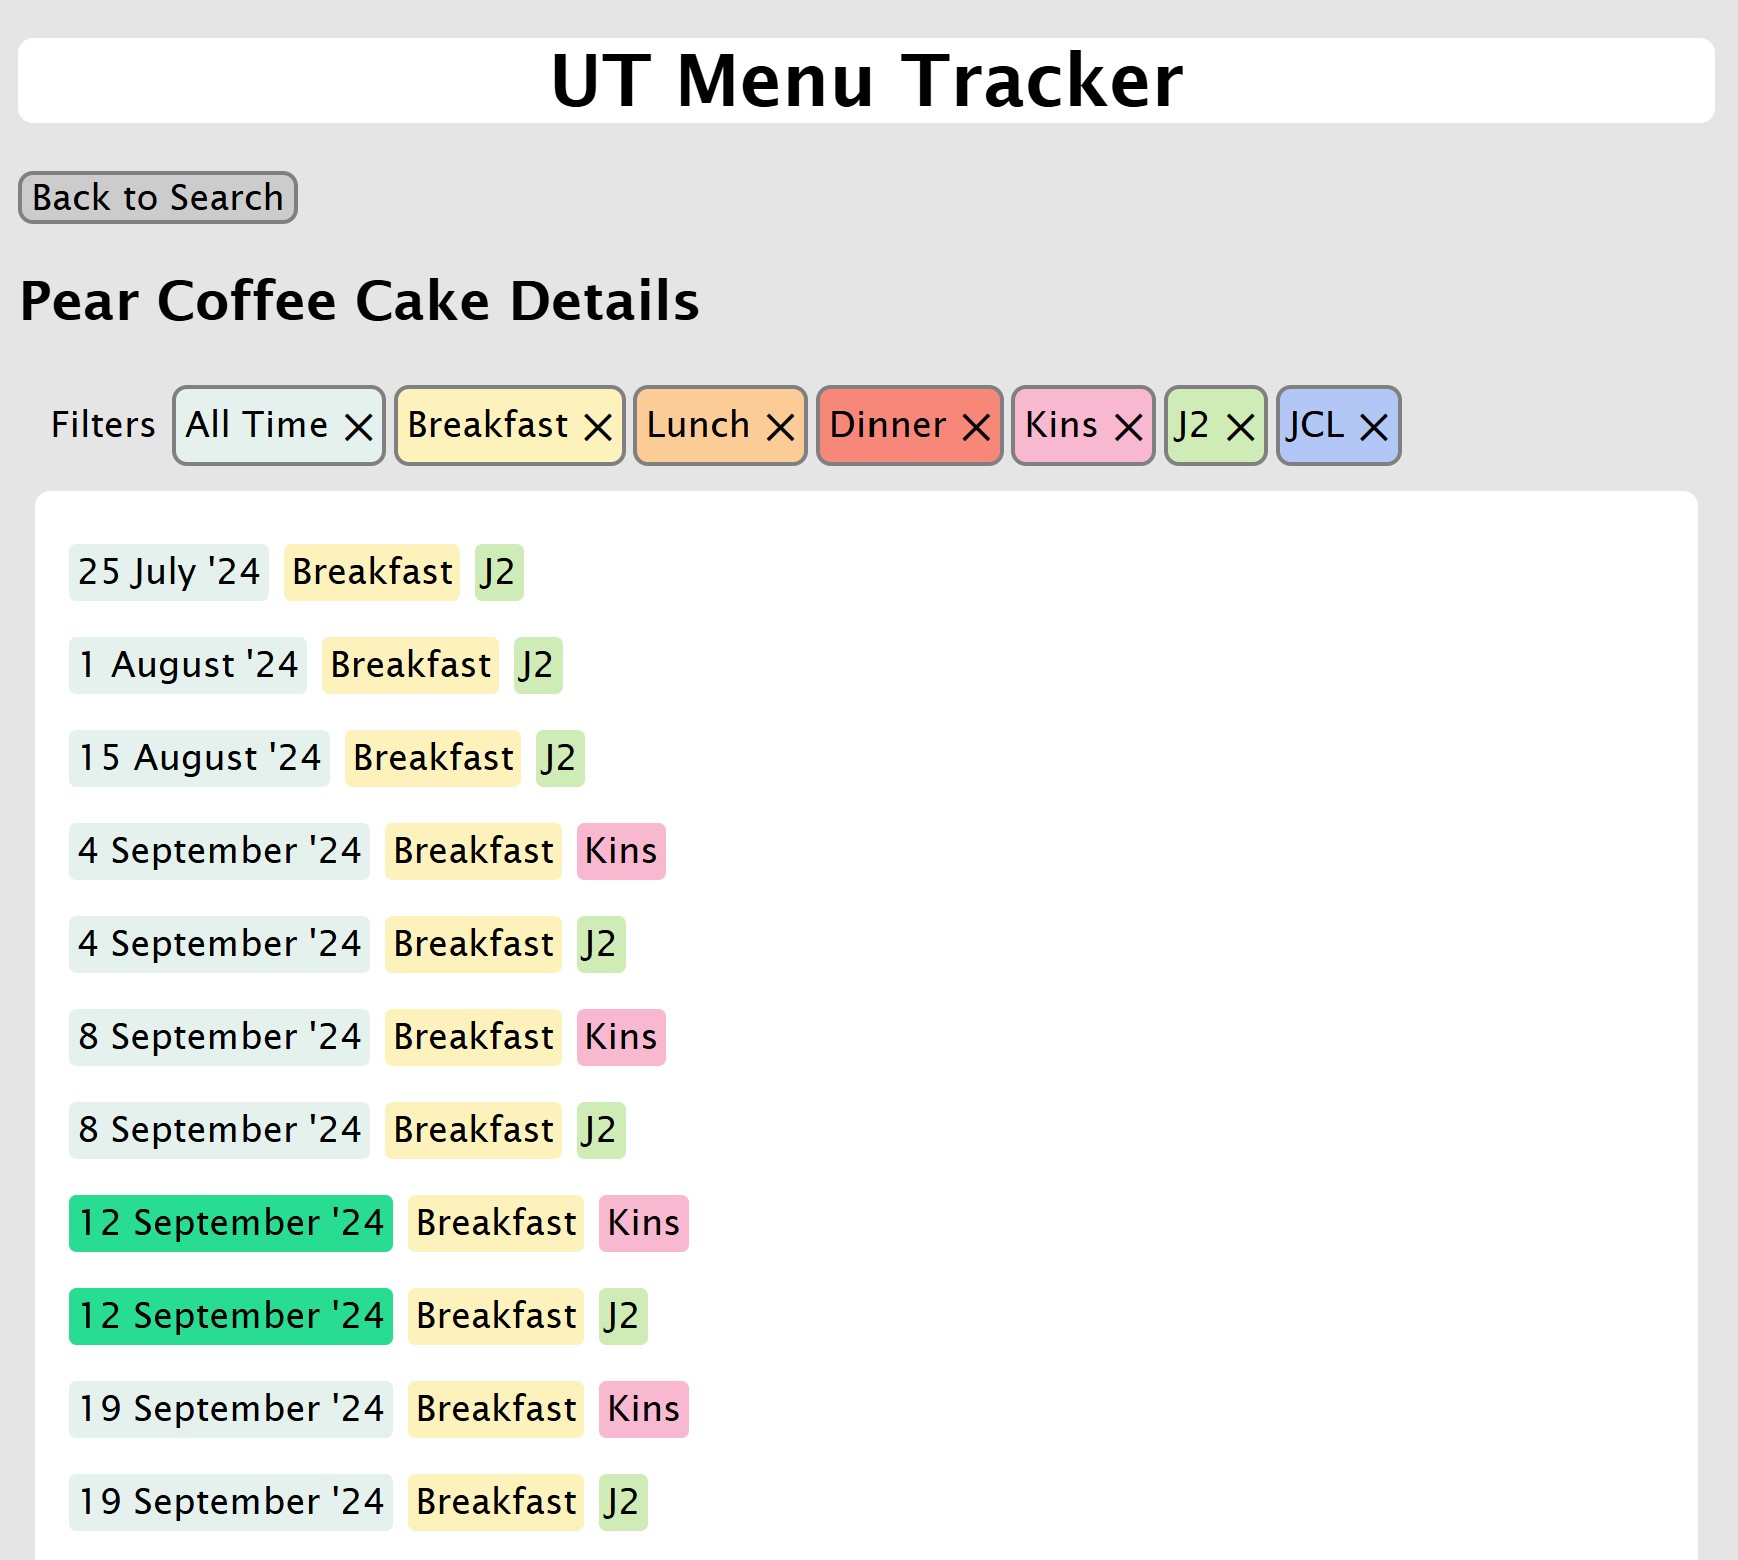 UT Menu Tracker
Back to Search
Pear Coffee Cake Details
Filters All Time × Breakfast × Lunch × Dinner × Kins × J2 × JCL ×
25 July '24 Breakfast J2
1 August '24 Breakfast J2
15 August '24 Breakfast J2
4 September '24 Breakfast Kins
4 September '24 Breakfast J2
8 September '24 Breakfast Kins
8 September '24 Breakfast J2
12 September '24 Breakfast Kins
12 September '24 Breakfast J2
19 September '24 Breakfast Kins
19 September '24 Breakfast J2